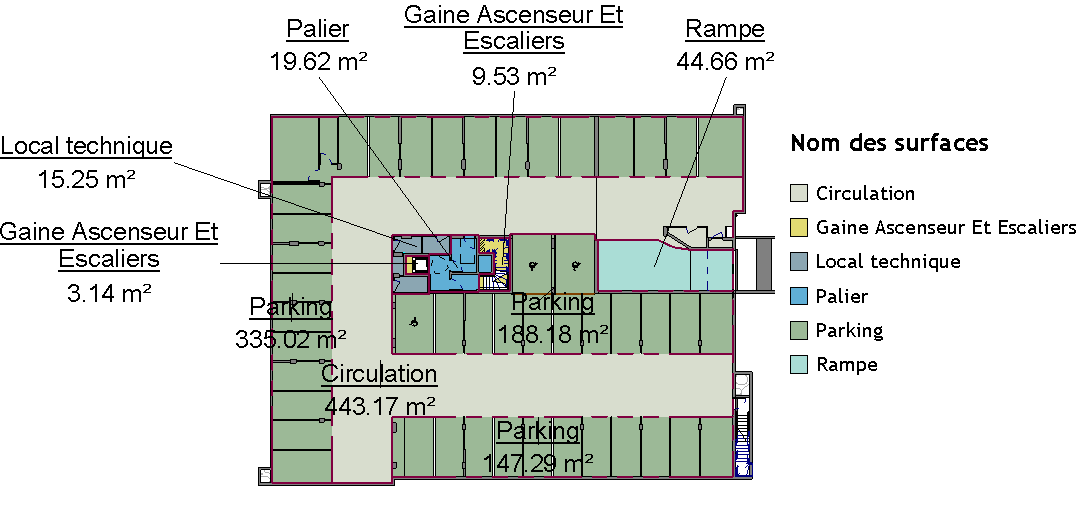 Palier
19.62 m²
Gaine Ascenseur Et
Escaliers
9.53 m²
Rampe
44.66 m²
Local technique
15.25 m²
Gaine Ascenseur Et
Escaliers
3.14 m²
Parking
335.02 m²
Parking
188.18 m²
Circulation
443.17 m²
Parking
147.29 m²
Nom des surfaces
Circulation
Gaine Ascenseur Et Escaliers
Local technique
Palier
Parking
Rampe